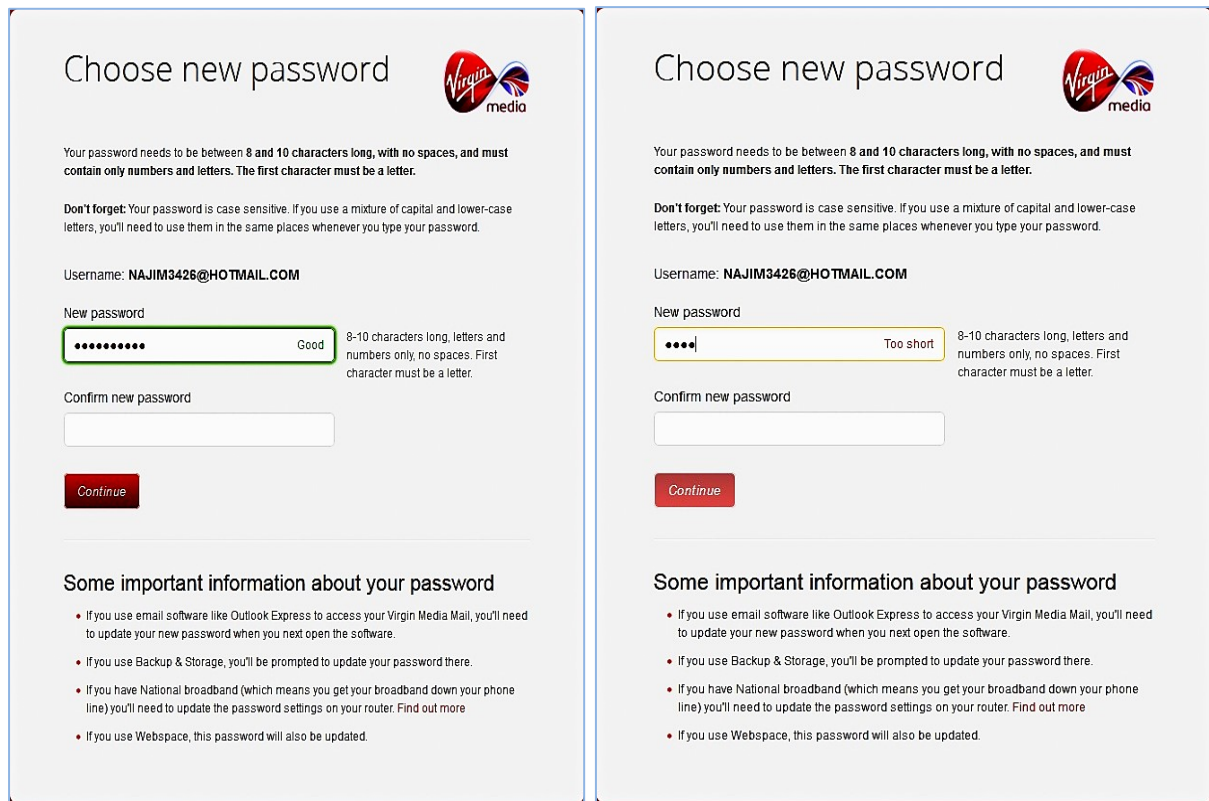 Choose new password
Virgin
media
Your password needs to be between 8 and 10 characters long, with no spaces, and must
contain only numbers and letters. The first character must be a letter.
Don't forget: Your password is case sensitive. If you use a mixture of capital and lower-case
letters, you'll need to use them in the same places whenever you type your password.
Username: NAJIM3426@HOTMAIL.COM
New password
•••••••••• Good
8-10 characters long, letters and
numbers only, no spaces. First
character must be a letter.
Confirm new password
Continue
Some important information about your password
• If you use email software like Outlook Express to access your Virgin Media Mail, you'll need
to update your new password when you next open the software.
• If you use Backup & Storage, you'll be prompted to update your password there.
• If you have National broadband (which means you get your broadband down your phone
line) you'll need to update the password settings on your router. Find out more
• If you use Webspace, this password will also be updated.
Choose new password
Virgin
media
Your password needs to be between 8 and 10 characters long, with no spaces, and must
contain only numbers and letters. The first character must be a letter.
Don't forget: Your password is case sensitive. If you use a mixture of capital and lower-case
letters, you'll need to use them in the same places whenever you type your password.
Username: NAJIM3426@HOTMAIL.COM
New password
•••• Too short
8-10 characters long, letters and
numbers only, no spaces. First
character must be a letter.
Confirm new password
Continue
Some important information about your password
• If you use email software like Outlook Express to access your Virgin Media Mail, you'll need
to update your new password when you next open the software.
• If you use Backup & Storage, you'll be prompted to update your password there.
• If you have National broadband (which means you get your broadband down your phone
line) you'll need to update the password settings on your router. Find out more
• If you use Webspace, this password will also be updated.